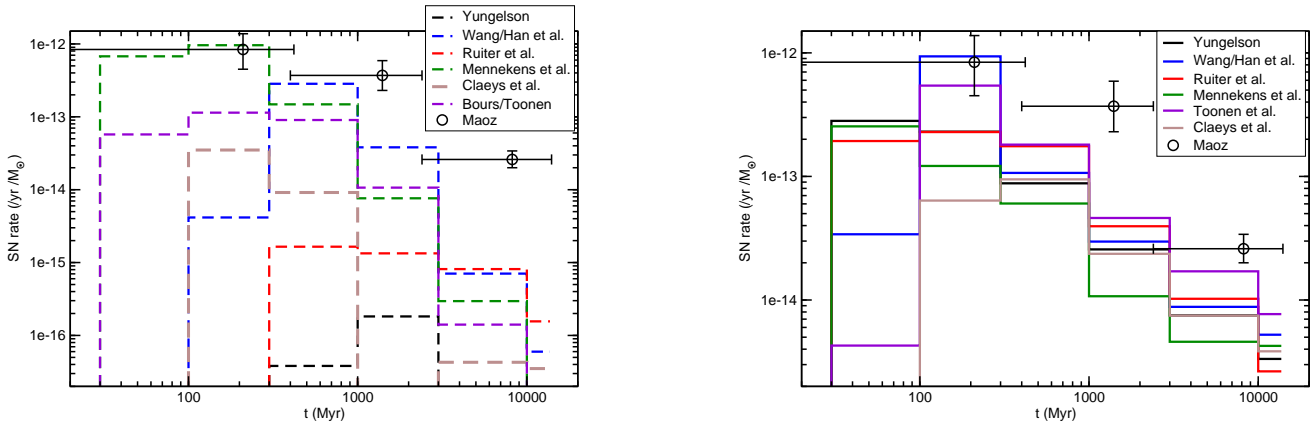 1e-12
1e-13
1e-14
1e-15
1e-16
SN rate (/yr /M☉)
100
1000
10000
t (Myr)
Yungelson
Wang/Han et al.
Ruiter et al.
Mennekens et al.
Claeys et al.
Bours/Toonen
Maoz
1e-12
1e-13
1e-14
SN rate (/yr /M☉)
100
1000
10000
t (Myr)
Yungelson
Wang/Han et al.
Ruiter et al.
Mennekens et al.
Toonen et al.
Claeys et al.
Maoz